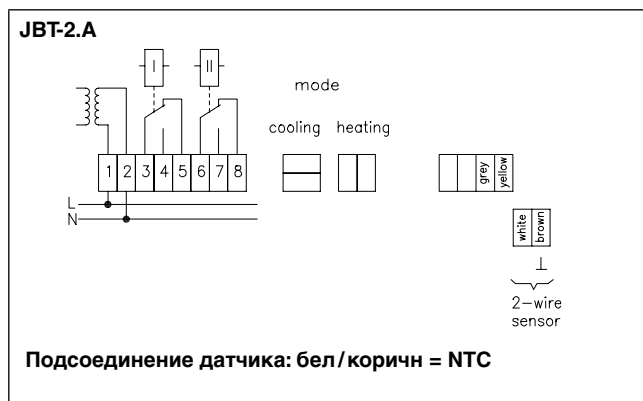 JBT-2.A
I II
mode
cooling heating
1 2 3 4 5 6 7 8
grey yellow
L
N
white brown
2-wire
sensor
Подсоединение датчика: бел/коричн = NTC